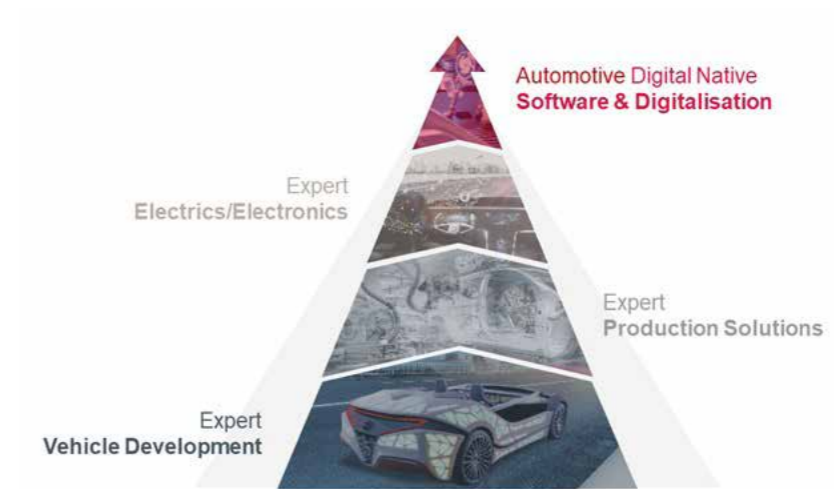 Automotive Digital Native
Software & Digitalisation
Expert
Electrics/Electronics
Expert
Production Solutions
Expert
Vehicle Development